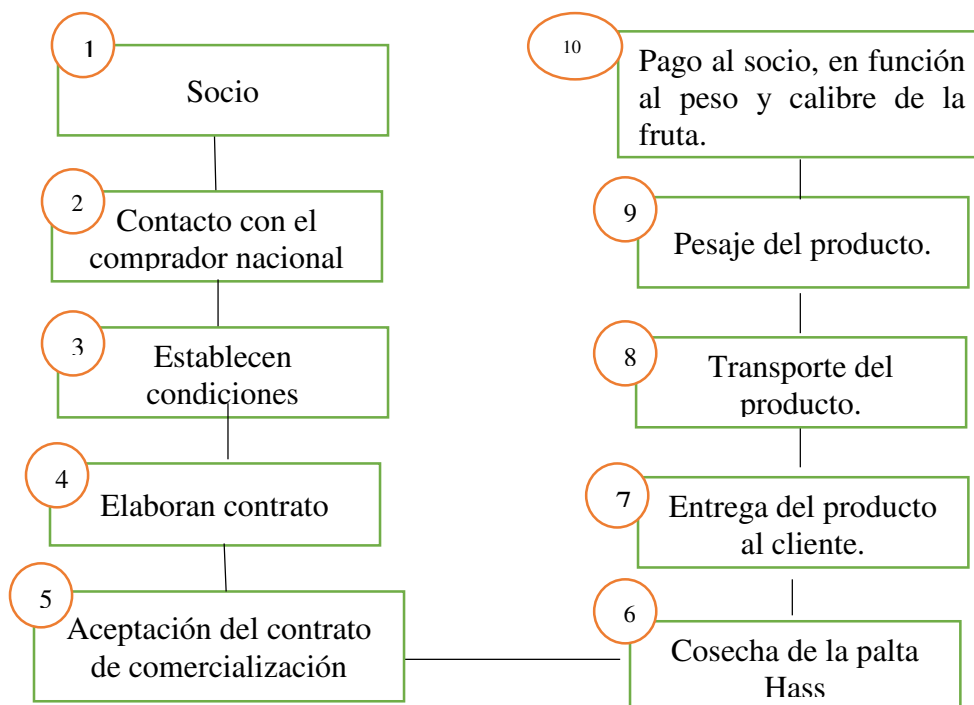 1
Socio
2
Contacto con el
comprador nacional
3
Establecen
condiciones
4
Elaboran contrato
5
Aceptación del contrato
de comercialización
6
Cosecha de la palta
Hass
7
Entrega del producto
al cliente.
8
Transporte del
producto.
9
Pesaje del producto.
10
Pago al socio, en función
al peso y calibre de la
fruta.